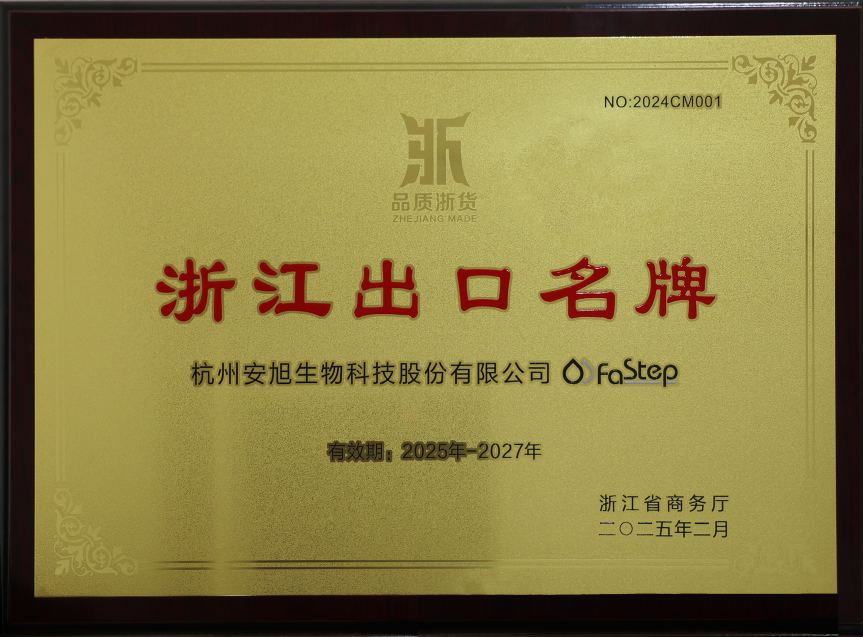 NO:2024CM001
浙
品质浙货
ZHEJIANG MADE
浙江出口名牌
杭州安旭生物科技股份有限公司 FaStep
有效期：2025年-2027年
浙江省商务厅
二〇二五年二月